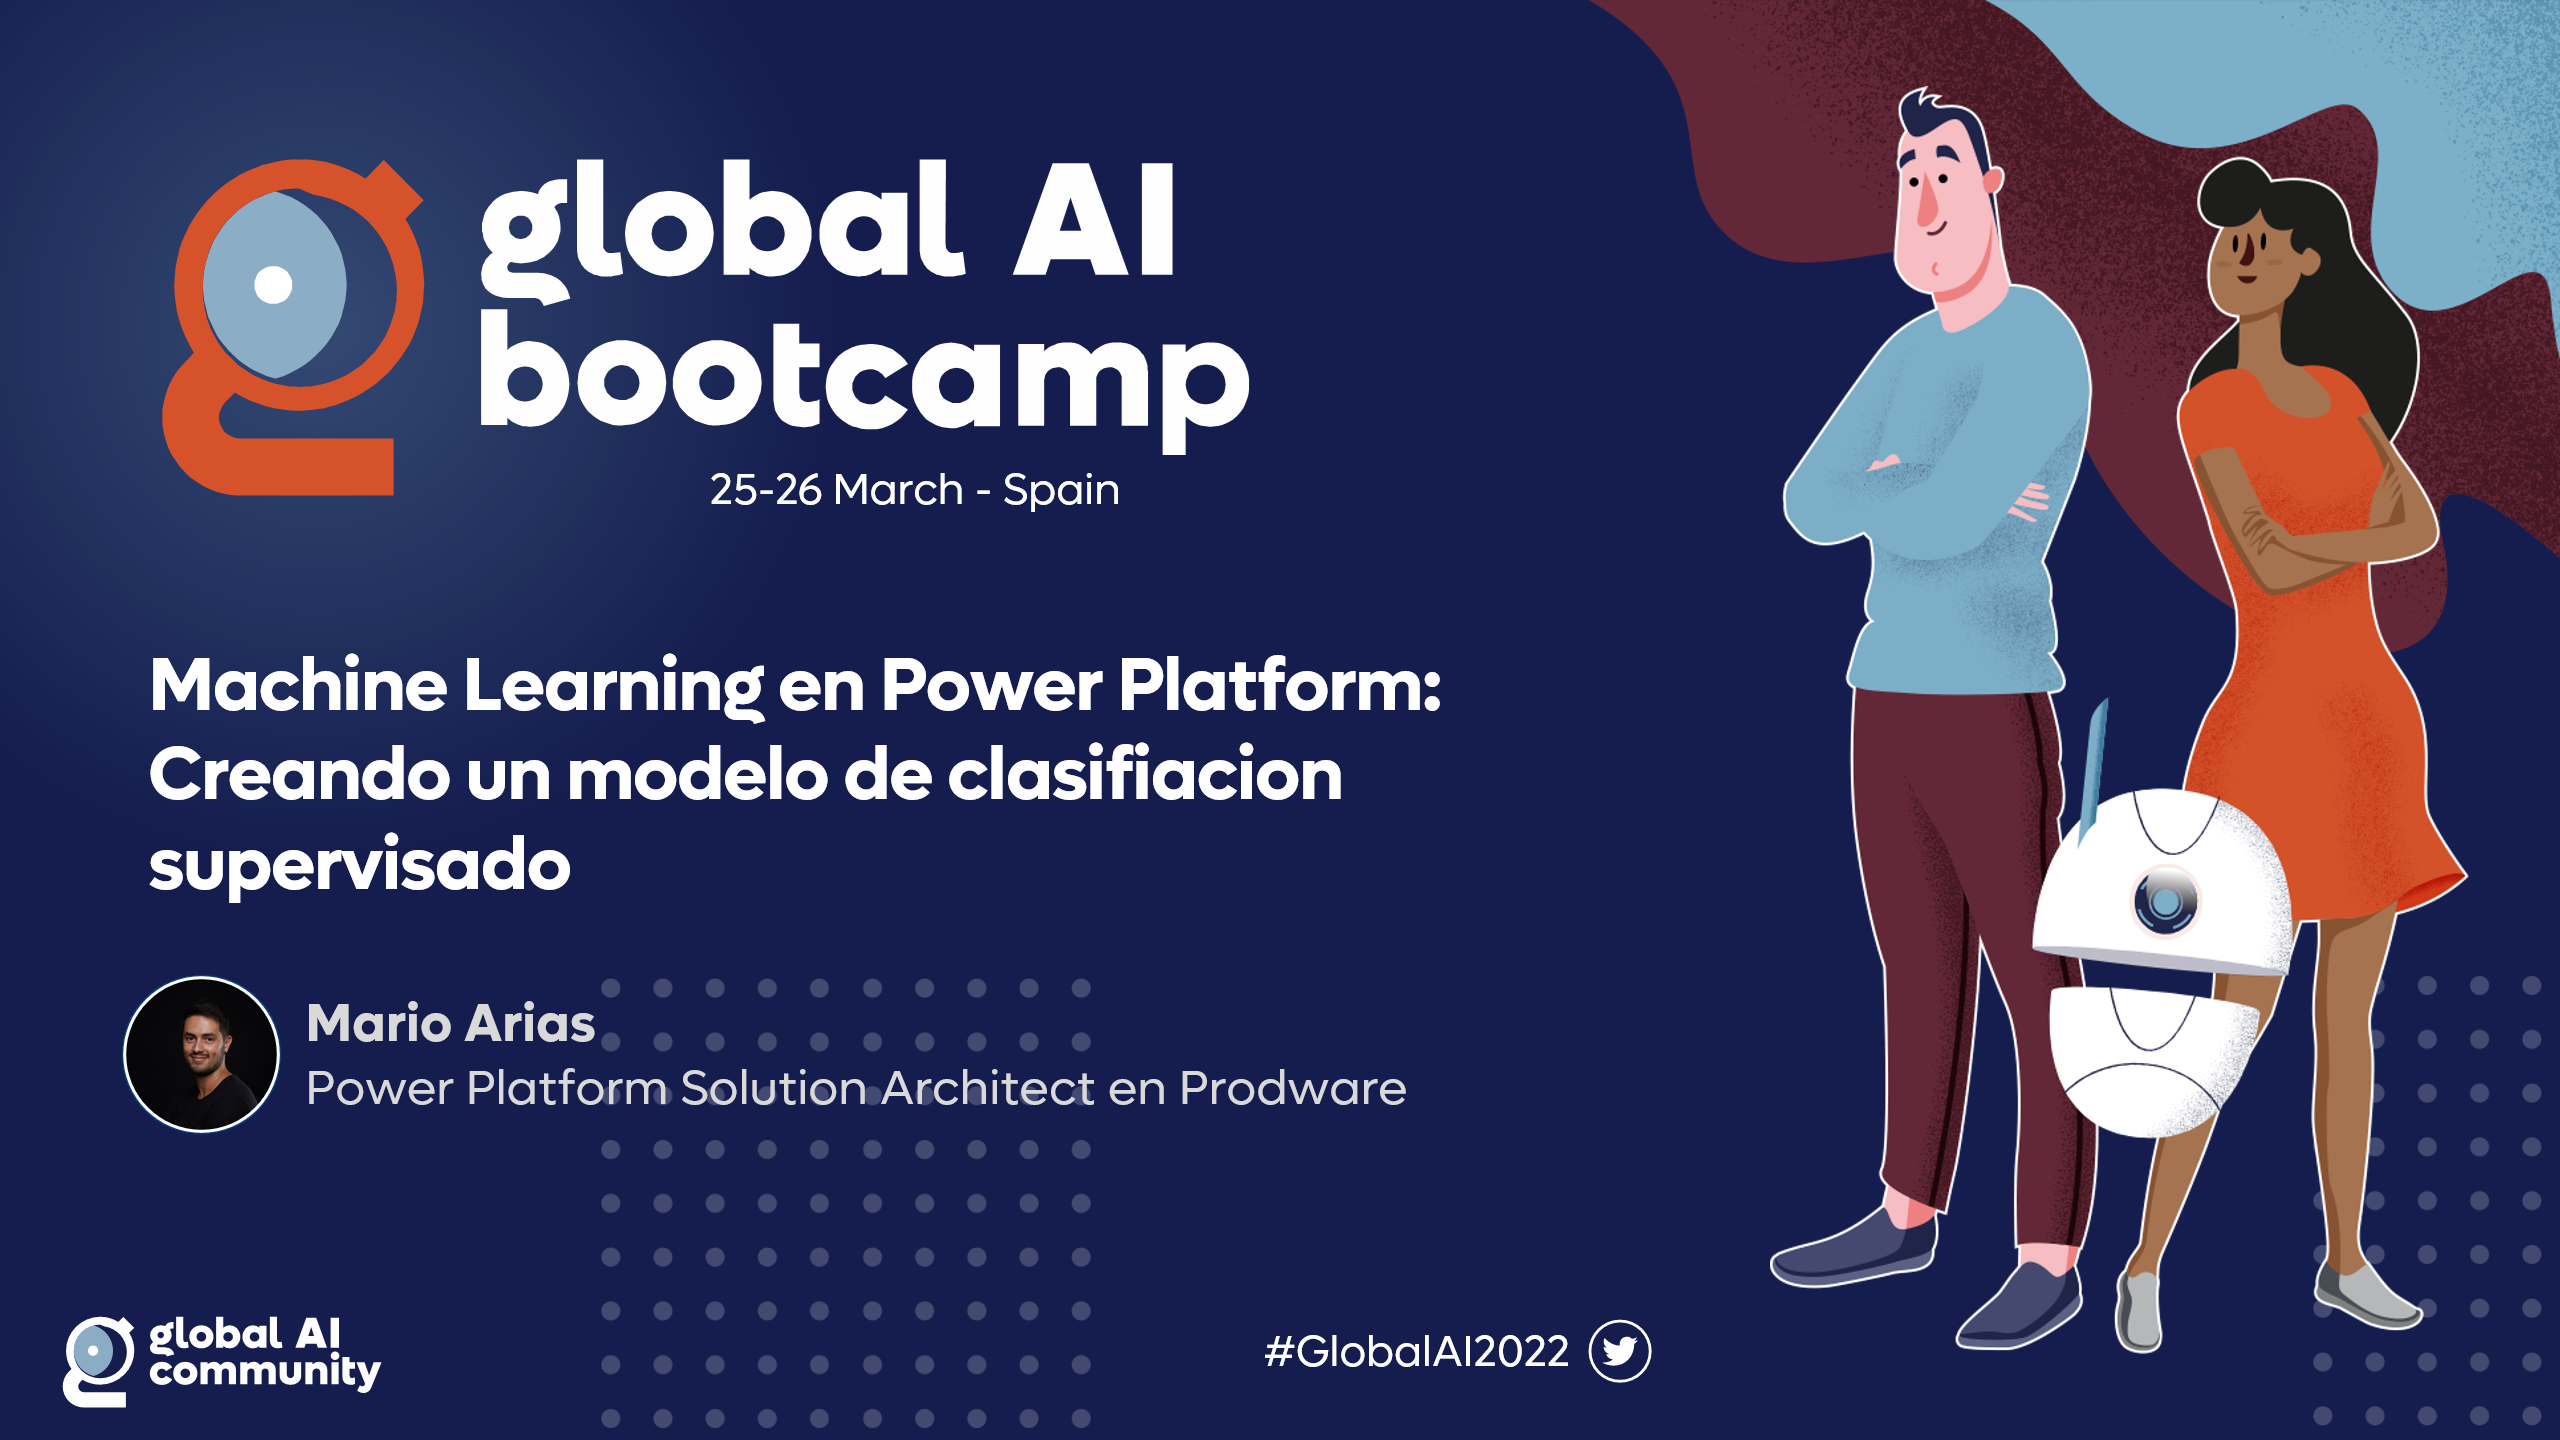 global AI
bootcamp
25-26 March - Spain
Machine Learning en Power Platform:
Creando un modelo de clasifiacion
supervisado
Mario Arias
Power Platform Solution Architect en Prodware
global AI
community
#GlobalAI2022